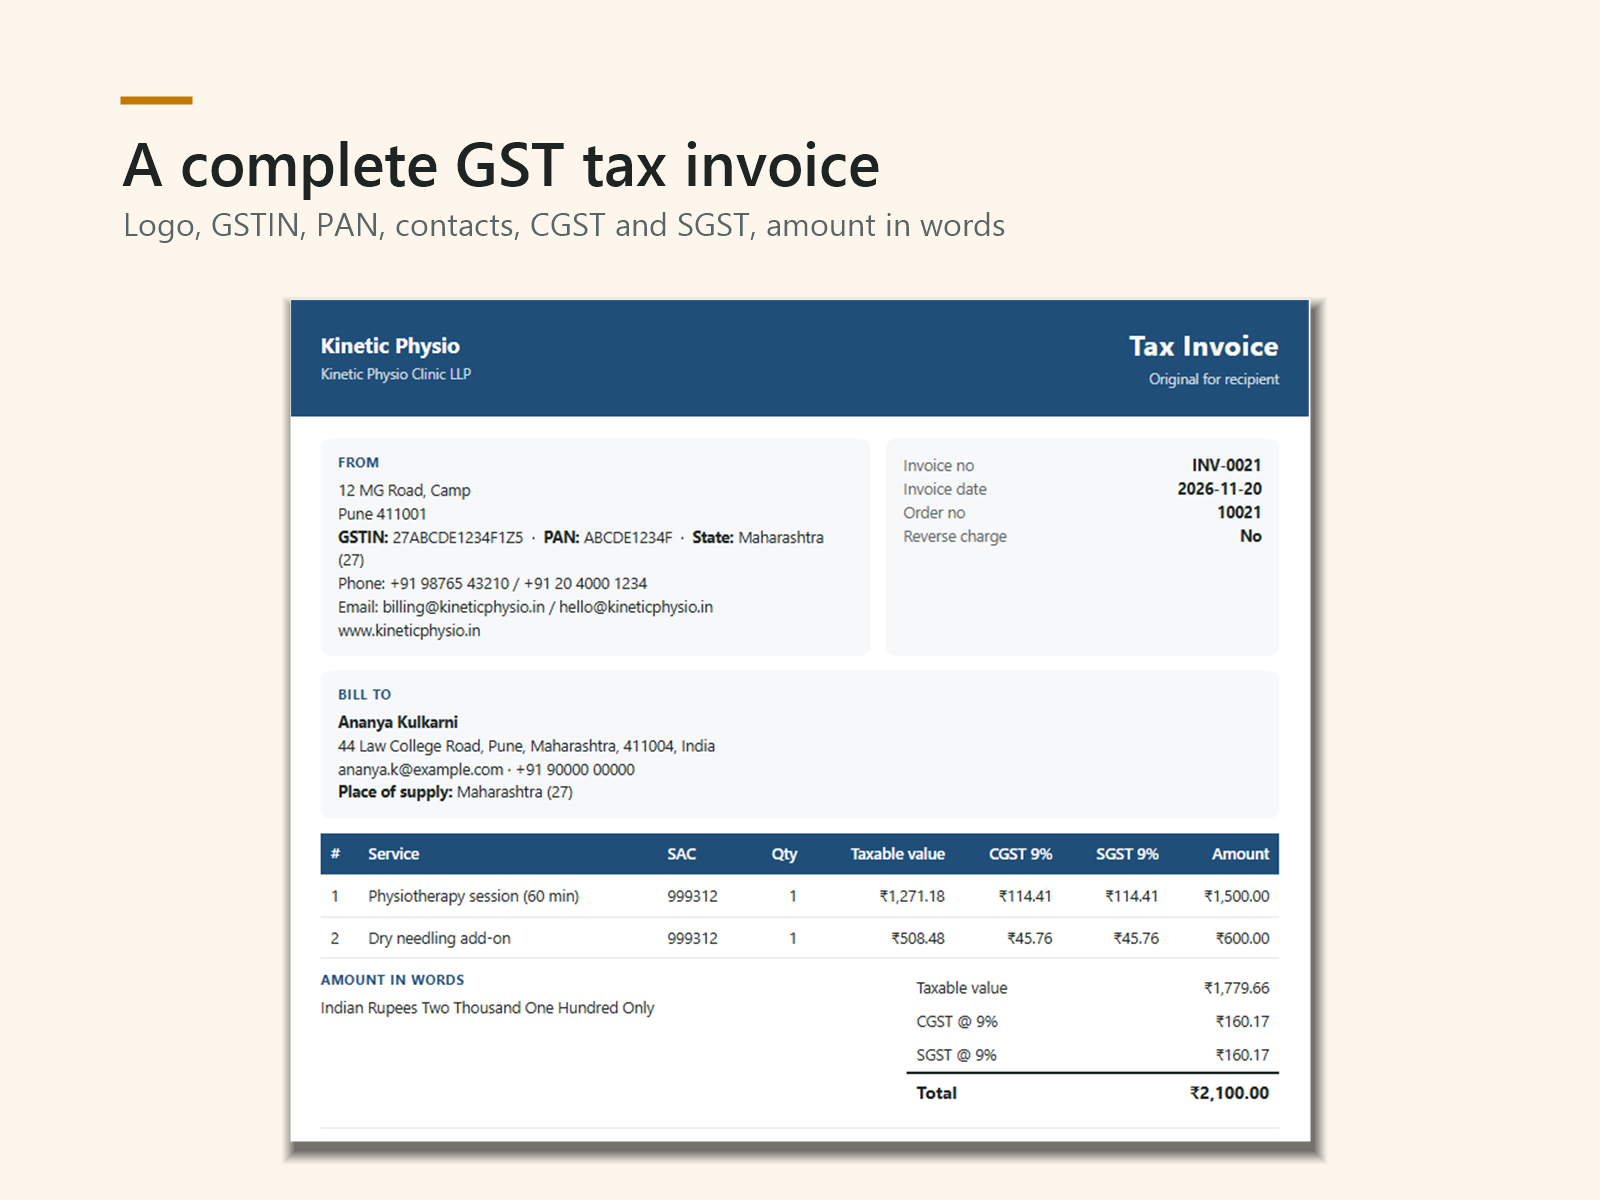 A complete GST tax invoice
Logo, GSTIN, PAN, contacts, CGST and SGST, amount in words
Kinetic Physio
Kinetic Physio Clinic LLP
Tax Invoice
Original for recipient
FROM
12 MG Road, Camp
Pune 411001
GSTIN: 27ABCDE1234F1Z5 · PAN: ABCDE1234F · State: Maharashtra
(27)
Phone: +91 98765 43210 / +91 20 4000 1234
Email: billing@kineticphysio.in / hello@kineticphysio.in
www.kineticphysio.in
Invoice no INV-0021
Invoice date 2026-11-20
Order no 10021
Reverse charge No
BILL TO
Ananya Kulkarni
44 Law College Road, Pune, Maharashtra, 411004, India
ananya.k@example.com · +91 90000 00000
Place of supply: Maharashtra (27)
# Service SAC Qty Taxable value CGST 9% SGST 9% Amount
1 Physiotherapy session (60 min) 999312 1 ₹1,271.18 ₹114.41 ₹114.41 ₹1,500.00
2 Dry needling add-on 999312 1 ₹508.48 ₹45.76 ₹45.76 ₹600.00
AMOUNT IN WORDS
Indian Rupees Two Thousand One Hundred Only
Taxable value ₹1,779.66
CGST @ 9% ₹160.17
SGST @ 9% ₹160.17
Total ₹2,100.00